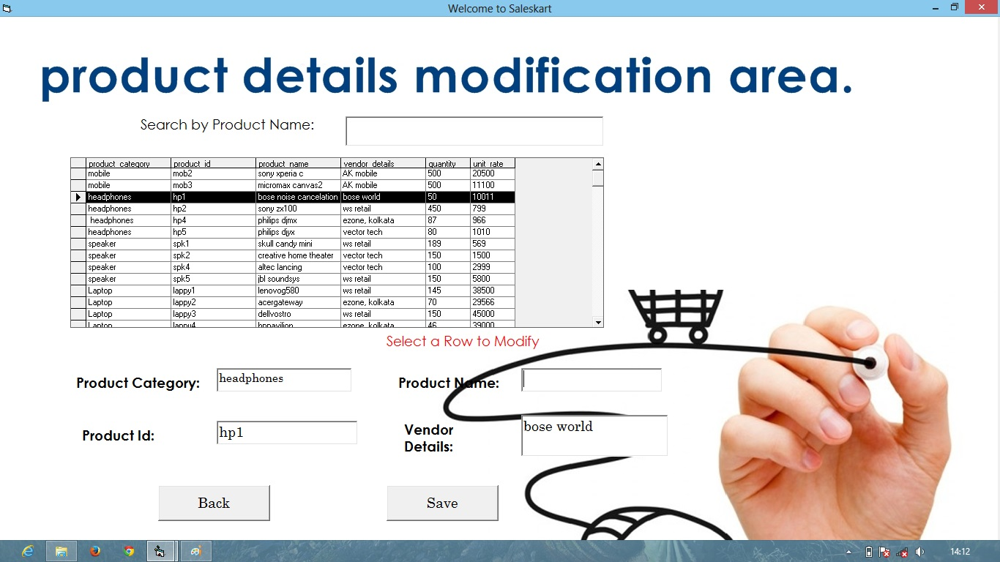 Welcome to Saleskart
product details modification area.
Search by Product Name:
product_category product_id product_name vendor_details quantity unit_rate
mobile mob2 sony xperia c AK mobile 500 20500
mobile mob3 micromax canvas2 AK mobile 500 11100
headphones hp1 bose noise cancelation bose world 50 10011
headphones hp2 sony zx100 ws retail 450 799
headphones hp4 philips djmx ezone, kolkata 87 966
headphones hp5 philips djyx vector tech 80 1010
speaker spk1 skull candy mini ws retail 189 569
speaker spk2 creative home theater vector tech 150 1500
speaker spk4 altec lancing vector tech 100 2999
speaker spk5 jbl soundsys ws retail 150 5800
Laptop lappy1 lenovog580 ws retail 145 38500
Laptop lappy2 acergateway ezone, kolkata 70 29566
Laptop lappy3 dellvostro ws retail 150 45000
Laptop lappy4 hppavilion ezone, kolkata 46 39000
Select a Row to Modify
Product Category: headphones Product Name:
Product Id: hp1 Vendor Details: bose world
Back Save
14:12